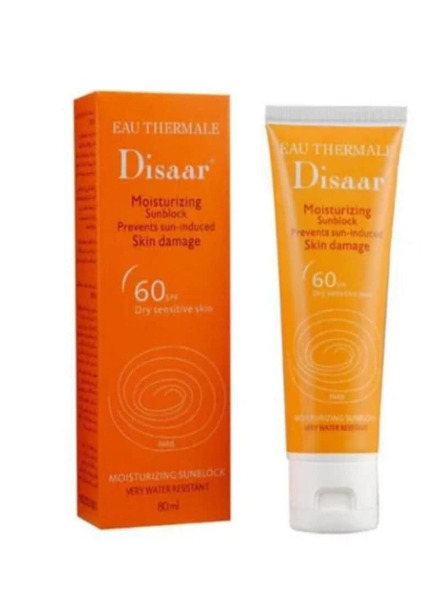 EAU THERMALE
Disaar
Moisturizing
Sunblock
Prevents sun-induced
Skin damage
60 SPF
Dry sensitive skin
PARIS
MOISTURIZING SUNBLOCK
VERY WATER RESISTANT
80ml
EAU THERMALE
Disaar
Moisturizing
Sunblock
Prevents sun-induced
Skin damage
60 SPF
Dry sensitive skin
PARIS
MOISTURIZING SUNBLOCK
VERY WATER RESISTANT